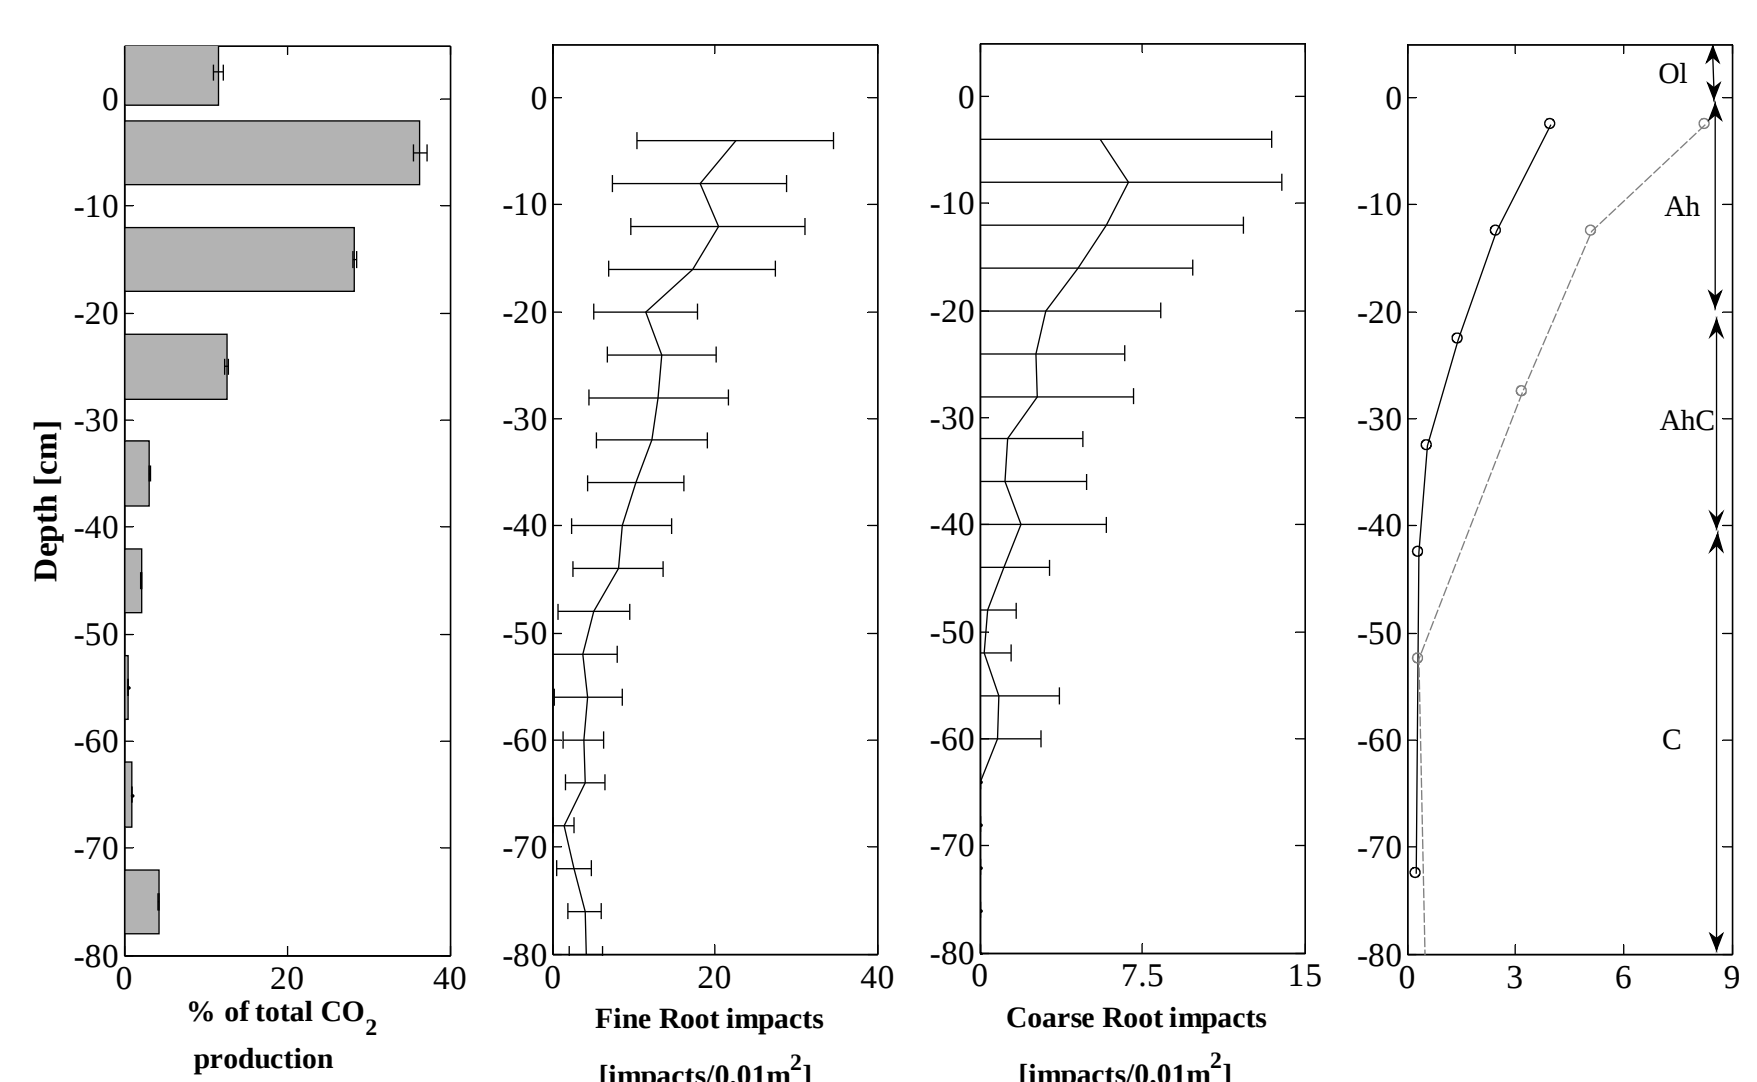 0
-10
-20
-30
-40
-50
-60
-70
-80
0 20 40
Depth [cm]
% of total CO2
production
0
-10
-20
-30
-40
-50
-60
-70
-80
0 20 40
Fine Root impacts
[impacts/0.01m2]
0
-10
-20
-30
-40
-50
-60
-70
-80
0 7.5 15
Coarse Root impacts
[impacts/0.01m2]
0
-10
-20
-30
-40
-50
-60
-70
-80
0 3 6 9
Ol
Ah
AhC
C